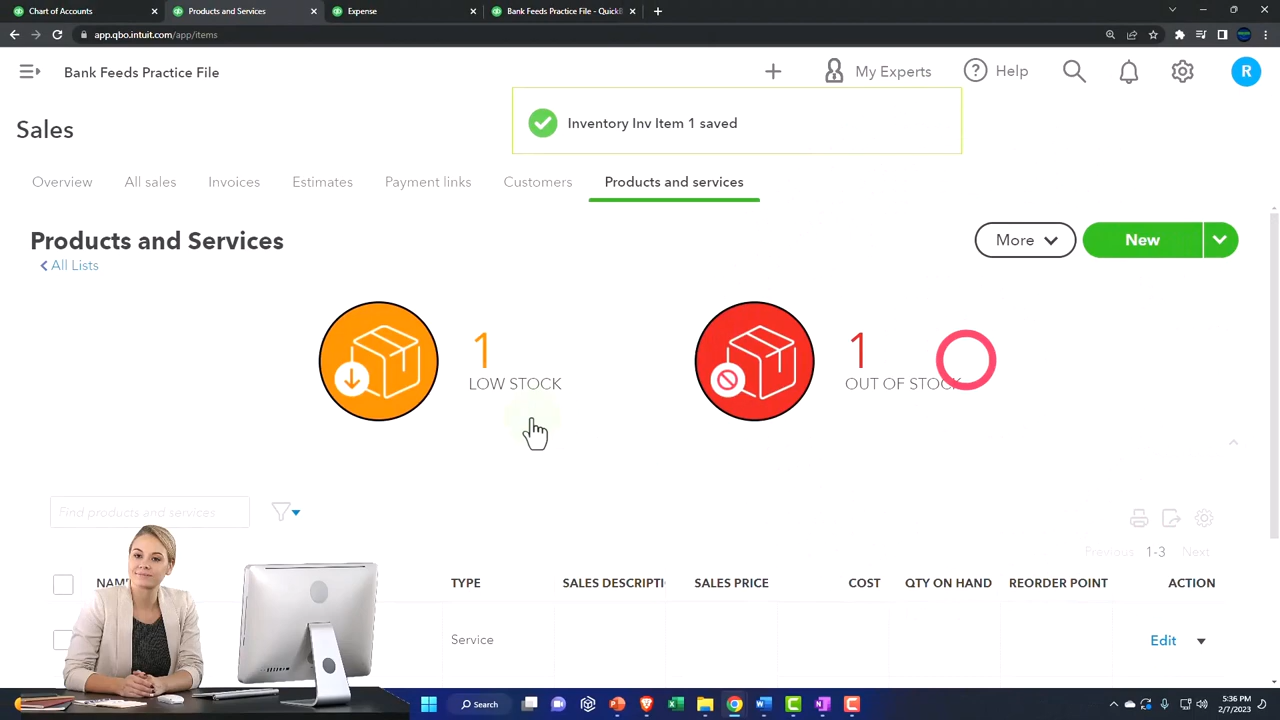 Chart of Accounts
Products and Services
Expense
Bank Feeds Practice File - QuickB
app.qbo.intuit.com/app/items
Bank Feeds Practice File
My Experts
Help
R
Inventory Inv Item 1 saved
Sales
Overview
All sales
Invoices
Estimates
Payment links
Customers
Products and services
Products and Services
All Lists
More
New
1
LOW STOCK
1
OUT OF STOCK
Find products and services
Previous 1-3 Next
TYPE
SALES DESCRIPTI
SALES PRICE
COST
QTY ON HAND
REORDER POINT
ACTION
Service
Edit
Search
5:36 PM
2/7/2023